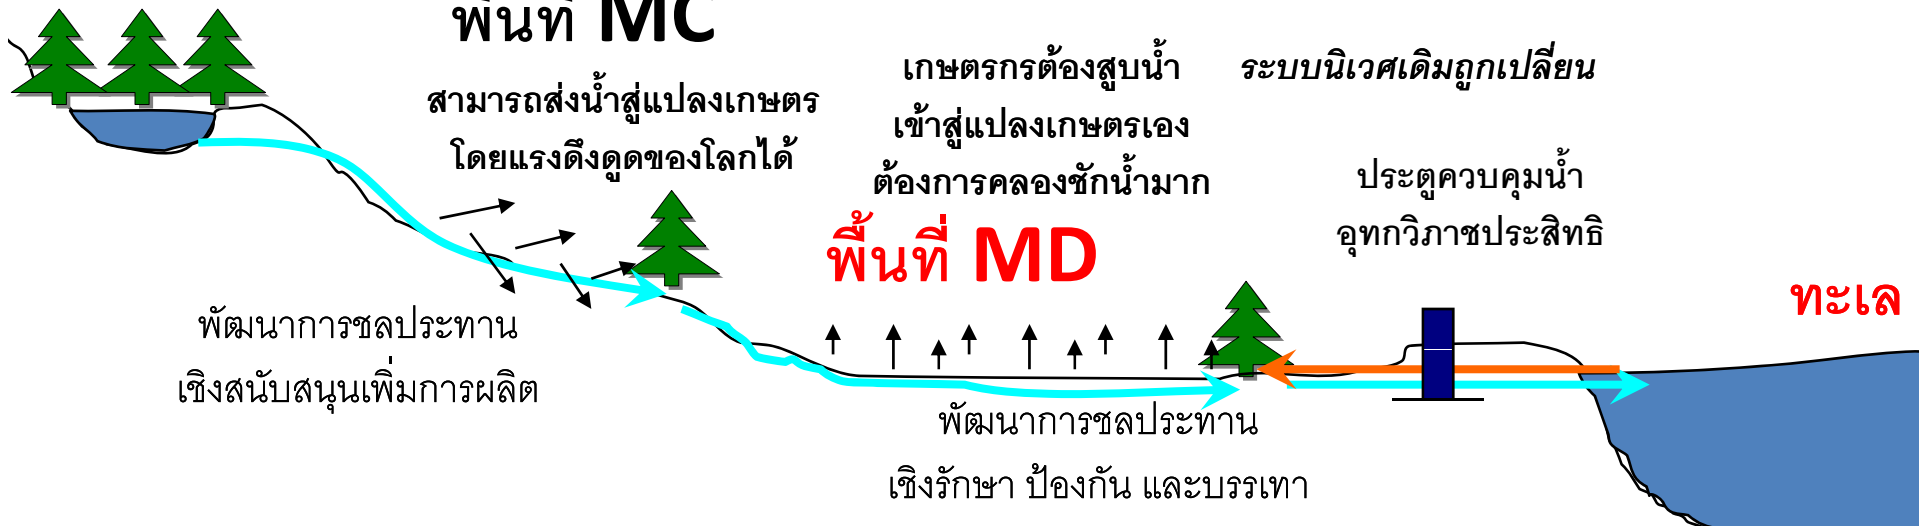 พื้นที่ MC
สามารถส่งน้ำสู่แปลงเกษตร
โดยแรงดึงดูดของโลกได้
พัฒนาการชลประทาน
เชิงสนับสนุนเพิ่มการผลิต
เกษตรกรต้องสูบน้ำ
เข้าสู่แปลงเกษตรเอง
ต้องการคลองชักน้ำมาก
พื้นที่ MD
พัฒนาการชลประทาน
เชิงรักษา ป้องกัน และบรรเทา
ระบบนิเวศเดิมถูกเปลี่ยน
ประตูควบคุมน้ำ
อุทกวิภาชประสิทธิ
ทะเล